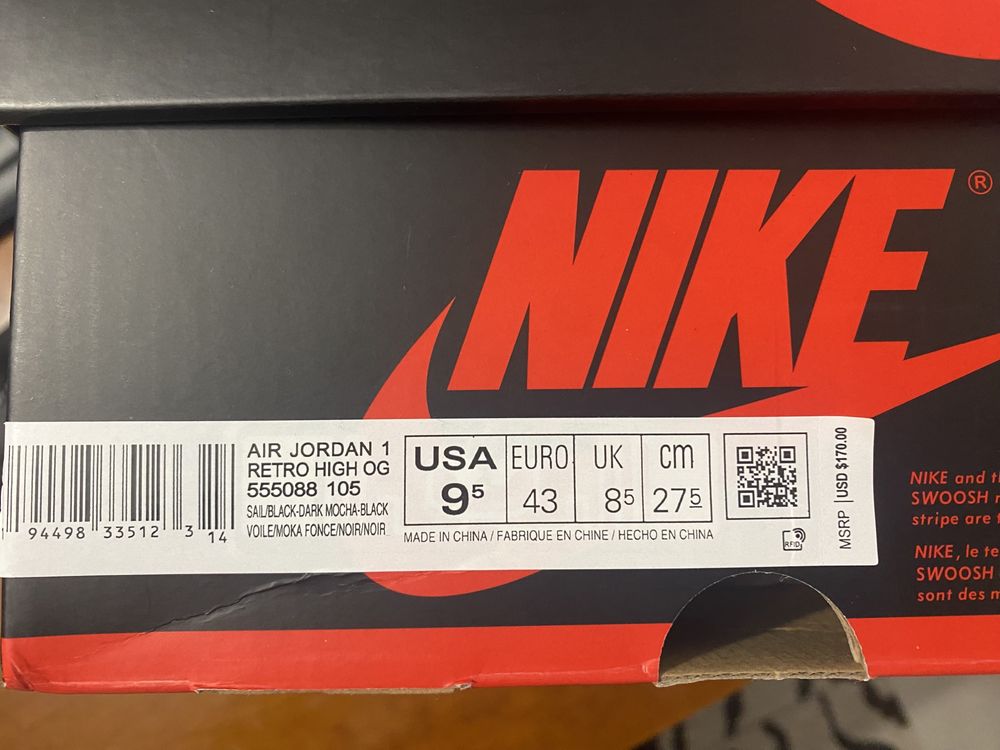 NIKE ®
1 94498 33512 3 14
AIR JORDAN 1
RETRO HIGH OG
555088 105
SAIL/BLACK-DARK MOCHA-BLACK
VOILE/MOKA FONCE/NOIR/NOIR
USA EURO UK cm
9⁵ 43 8⁵ 27⁵
MADE IN CHINA / FABRIQUE EN CHINE / HECHO EN CHINA
RFID
MSRP | USD $170.00
NIKE and
SWOOSH
stripe are
NIKE, le
SWOOSH
sont des